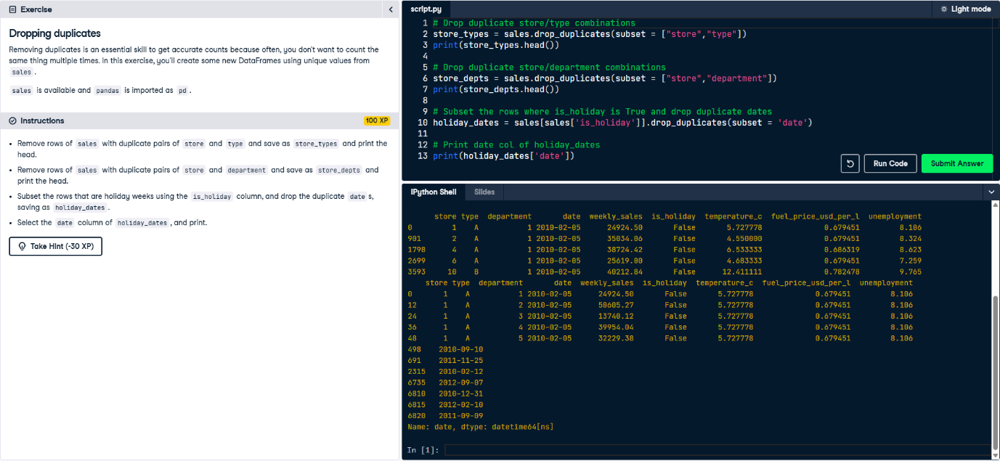 Exercise
Dropping duplicates
Removing duplicates is an essential skill to get accurate counts because often, you don't want to count the
same thing multiple times. In this exercise, you'll create some new DataFrames using unique values from
sales .
sales is available and pandas is imported as pd .
Instructions
100 XP
• Remove rows of sales with duplicate pairs of store and type and save as store_types and print the
head.
• Remove rows of sales with duplicate pairs of store and department and save as store_depts and
print the head.
• Subset the rows that are holiday weeks using the is_holiday column, and drop the duplicate date s,
saving as holiday_dates .
• Select the date column of holiday_dates , and print.
Take Hint (-30 XP)
script.py
Light mode
1 # Drop duplicate store/type combinations
2 store_types = sales.drop_duplicates(subset = ["store","type"])
3 print(store_types.head())
4
5 # Drop duplicate store/department combinations
6 store_depts = sales.drop_duplicates(subset = ["store","department"])
7 print(store_depts.head())
8
9 # Subset the rows where is_holiday is True and drop duplicate dates
10 holiday_dates = sales[sales['is_holiday']].drop_duplicates(subset = 'date')
11
12 # Print date col of holiday_dates
13 print(holiday_dates['date'])
Run Code
Submit Answer
IPython Shell
Slides
store type department date weekly_sales is_holiday temperature_c fuel_price_usd_per_l unemployment
0 1 A 1 2010-02-05 24924.50 False 5.727778 0.679451 8.106
901 2 A 1 2010-02-05 35034.06 False 4.550000 0.679451 8.324
1798 4 A 1 2010-02-05 38724.42 False 6.533333 0.686319 8.623
2699 6 A 1 2010-02-05 25619.00 False 4.683333 0.679451 7.259
3593 10 B 1 2010-02-05 40212.84 False 12.411111 0.782478 9.765
store type department date weekly_sales is_holiday temperature_c fuel_price_usd_per_l unemployment
0 1 A 1 2010-02-05 24924.50 False 5.727778 0.679451 8.106
12 1 A 2 2010-02-05 50605.27 False 5.727778 0.679451 8.106
24 1 A 3 2010-02-05 13740.12 False 5.727778 0.679451 8.106
36 1 A 4 2010-02-05 39954.04 False 5.727778 0.679451 8.106
48 1 A 5 2010-02-05 32229.38 False 5.727778 0.679451 8.106
498 2010-09-10
691 2011-11-25
2315 2010-02-12
6735 2012-09-07
6810 2010-12-31
6815 2012-02-10
6820 2011-09-09
Name: date, dtype: datetime64[ns]
In [1]: